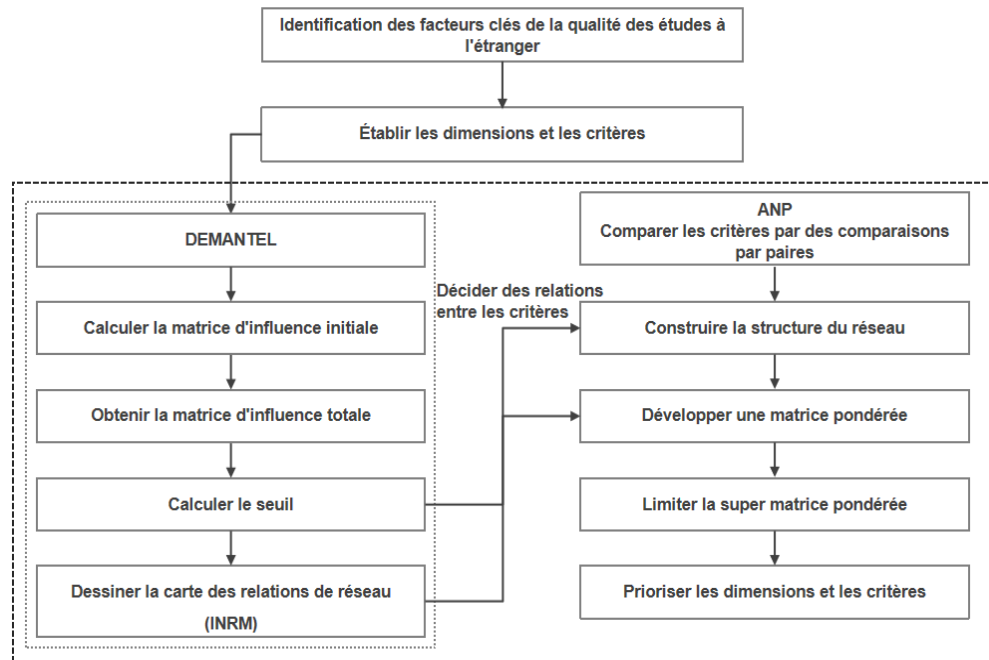 Identification des facteurs clés de la qualité des études à
l'étranger
Établir les dimensions et les critères
DEMANTEL
Calculer la matrice d'influence initiale
Obtenir la matrice d'influence totale
Calculer le seuil
Dessiner la carte des relations de réseau
(INRM)
Décider des relations
entre les critères
ANP
Comparer les critères par des comparaisons
par paires
Construire la structure du réseau
Développer une matrice pondérée
Limiter la super matrice pondérée
Prioriser les dimensions et les critères